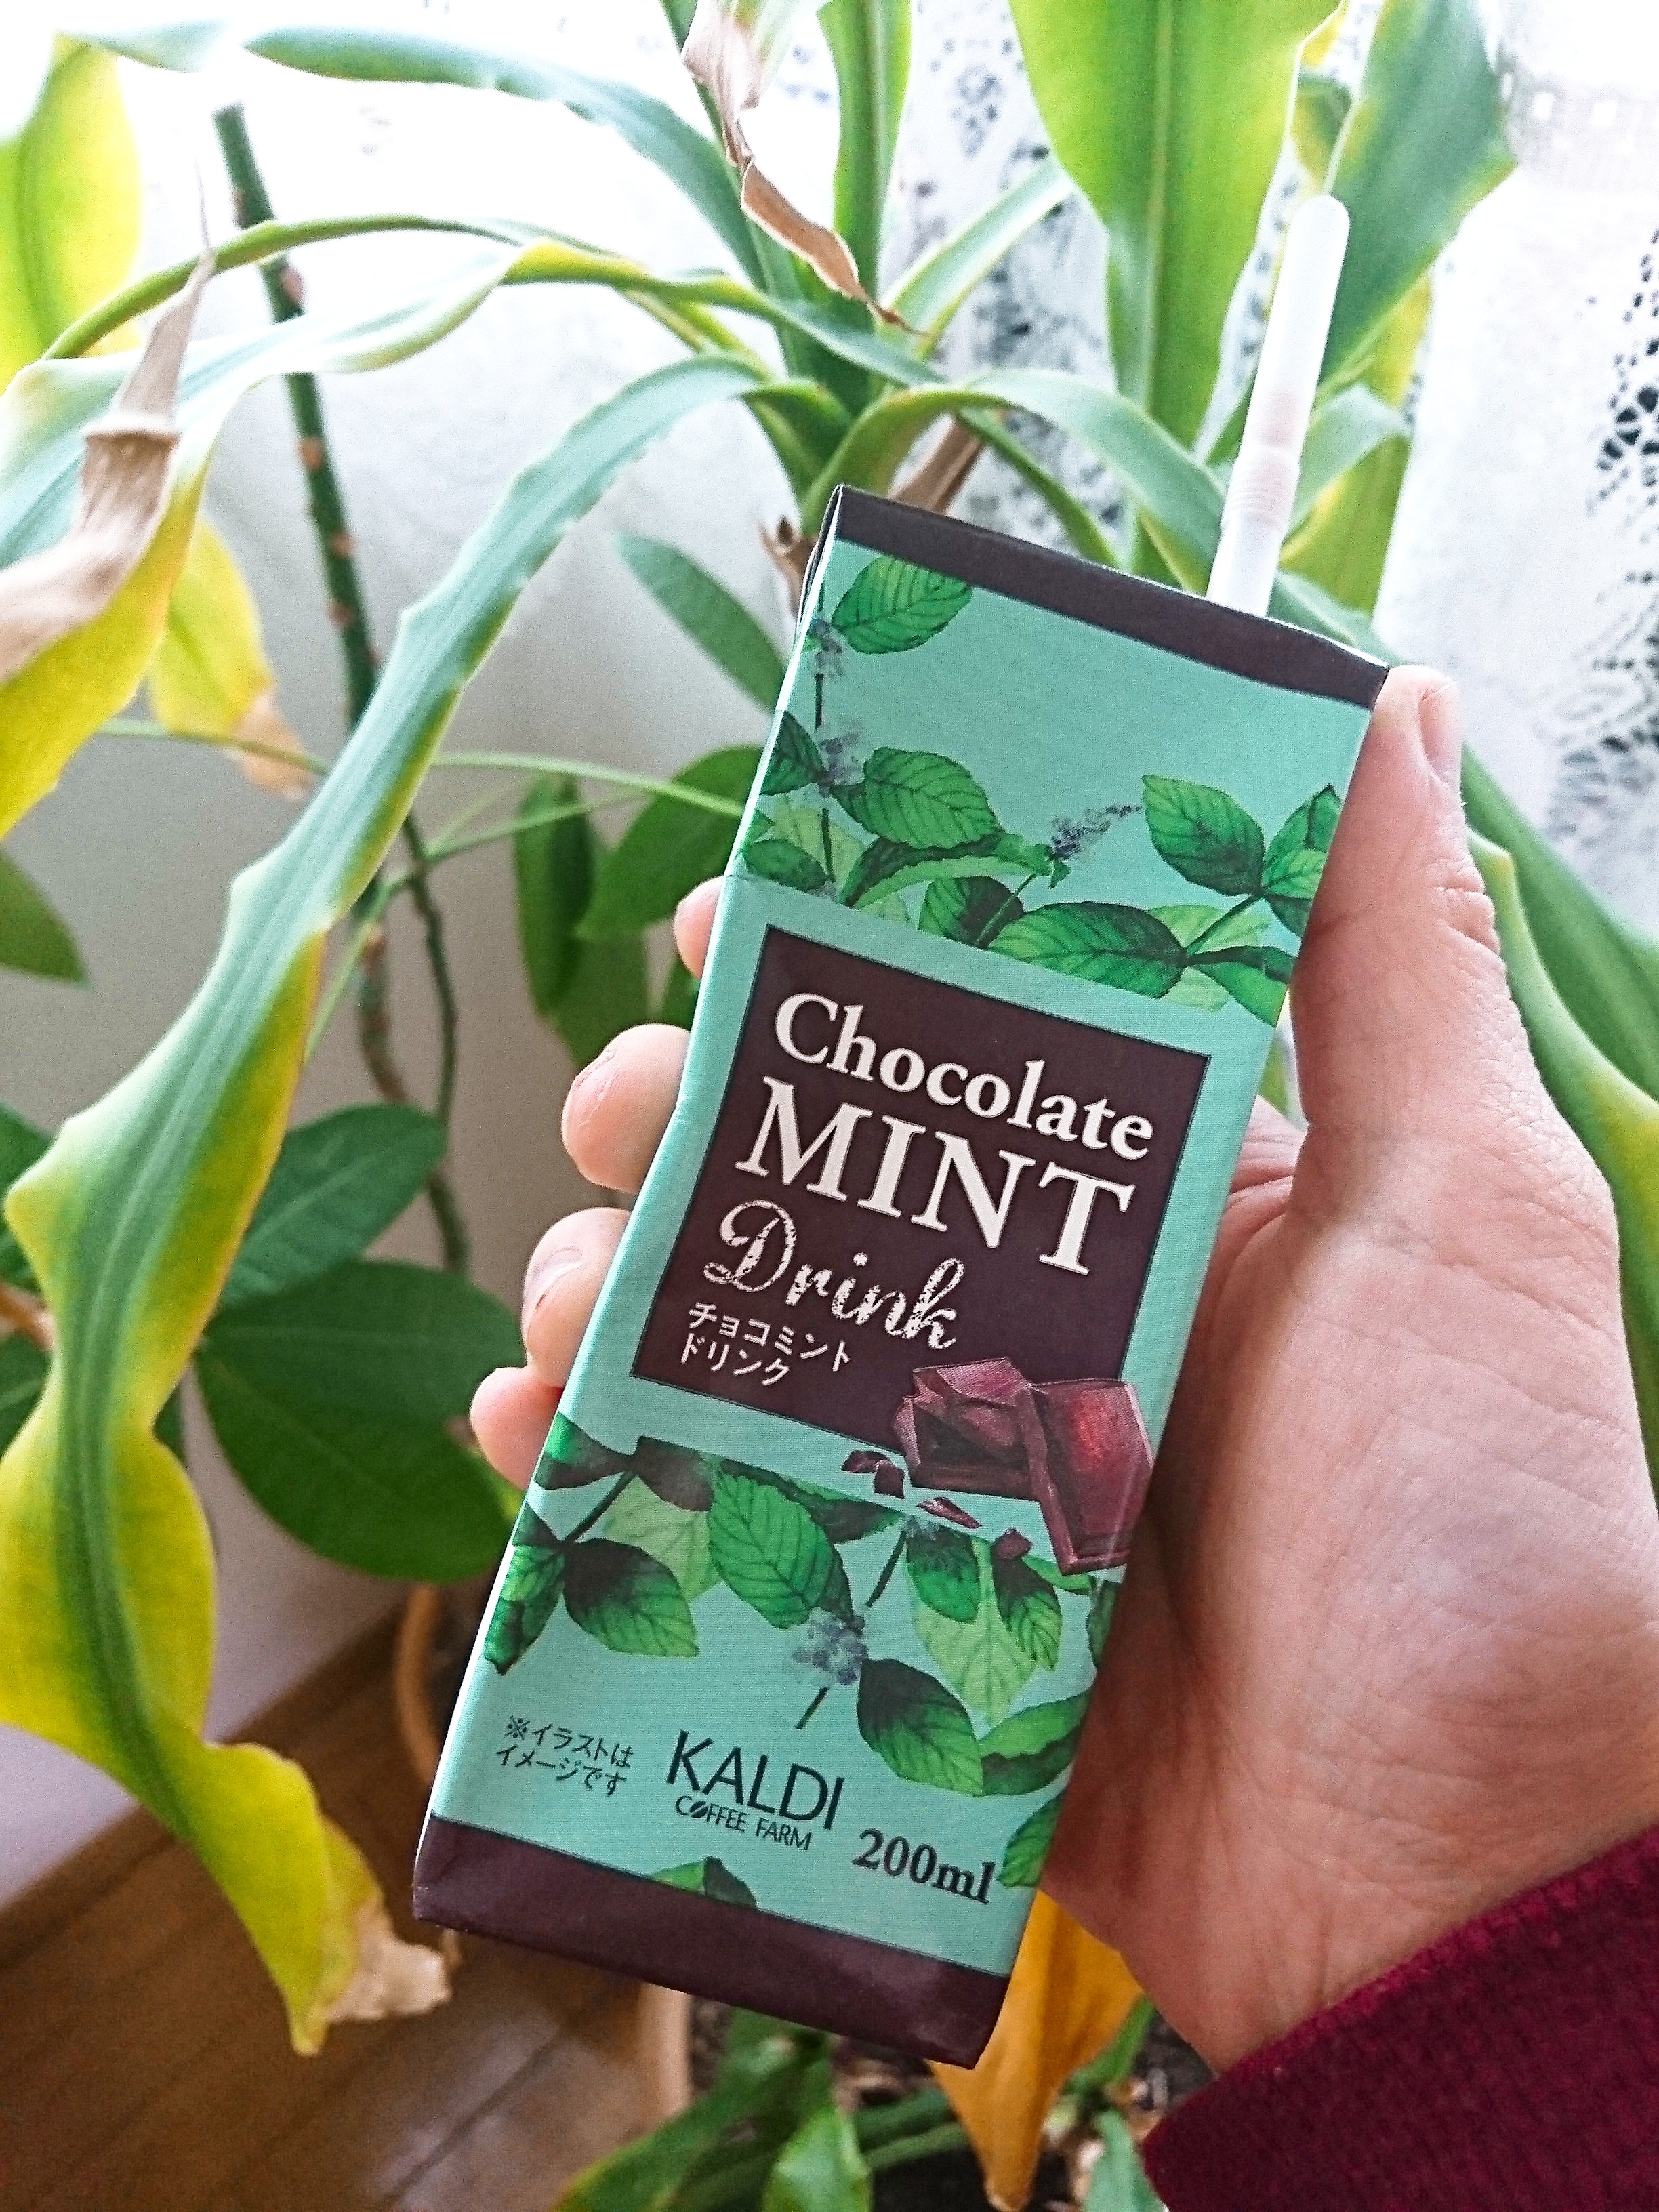 Chocolate
MINT
Drink
チョコミント
ドリンク
※イラストは
イメージです
KALDI
COFFEE FARM
200ml